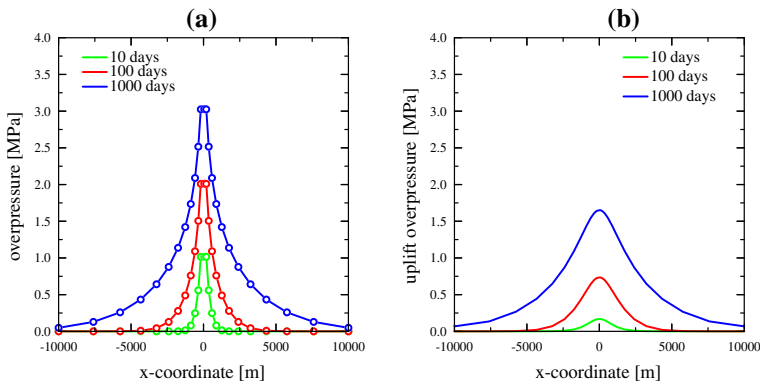 (a)
overpressure [MPa]
4.0
3.5
3.0
2.5
2.0
1.5
1.0
0.5
0.0
10 days
100 days
1000 days
-10000 -5000 0 5000 10000
x-coordinate [m]
(b)
uplift overpressure [MPa]
4.0
3.5
3.0
2.5
2.0
1.5
1.0
0.5
0.0
10 days
100 days
1000 days
-10000 -5000 0 5000 10000
x-coordinate [m]